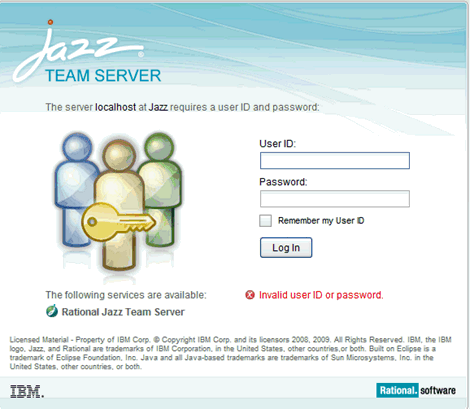 jazz
TEAM SERVER
The server localhost at Jazz requires a user ID and password:
User ID:
Password:
Remember my User ID
Log In
The following services are available:
Invalid user ID or password.
Rational Jazz Team Server
Licensed Material - Property of IBM Corp. © Copyright IBM Corp. and its licensors 2008, 2009. All Rights Reserved. IBM, the IBM
logo, Jazz, and Rational are trademarks of IBM Corporation, in the United States, other countries,or both. Built on Eclipse is a
trademark of Eclipse Foundation, Inc. Java and all Java-based trademarks are trademarks of Sun Microsystems, Inc. in the
United States, other countries, or both.
IBM.
Rational. software